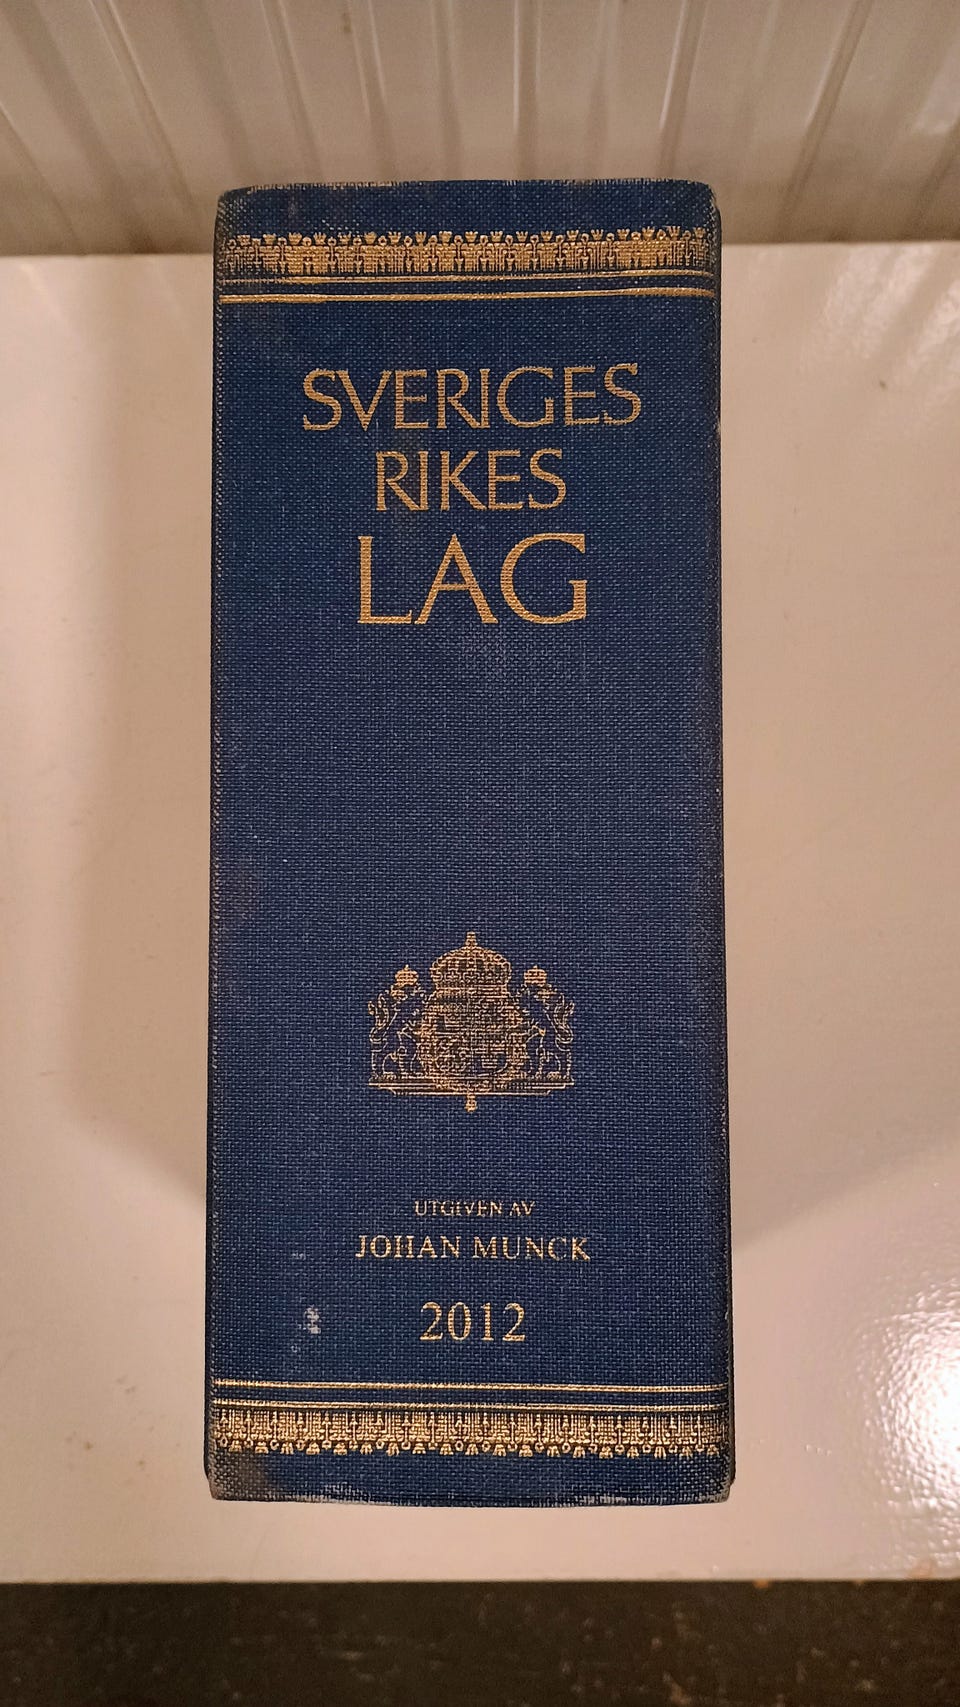 SVERIGES
RIKES
LAG
UTGIVEN AV
JOHAN MUNCK
2012